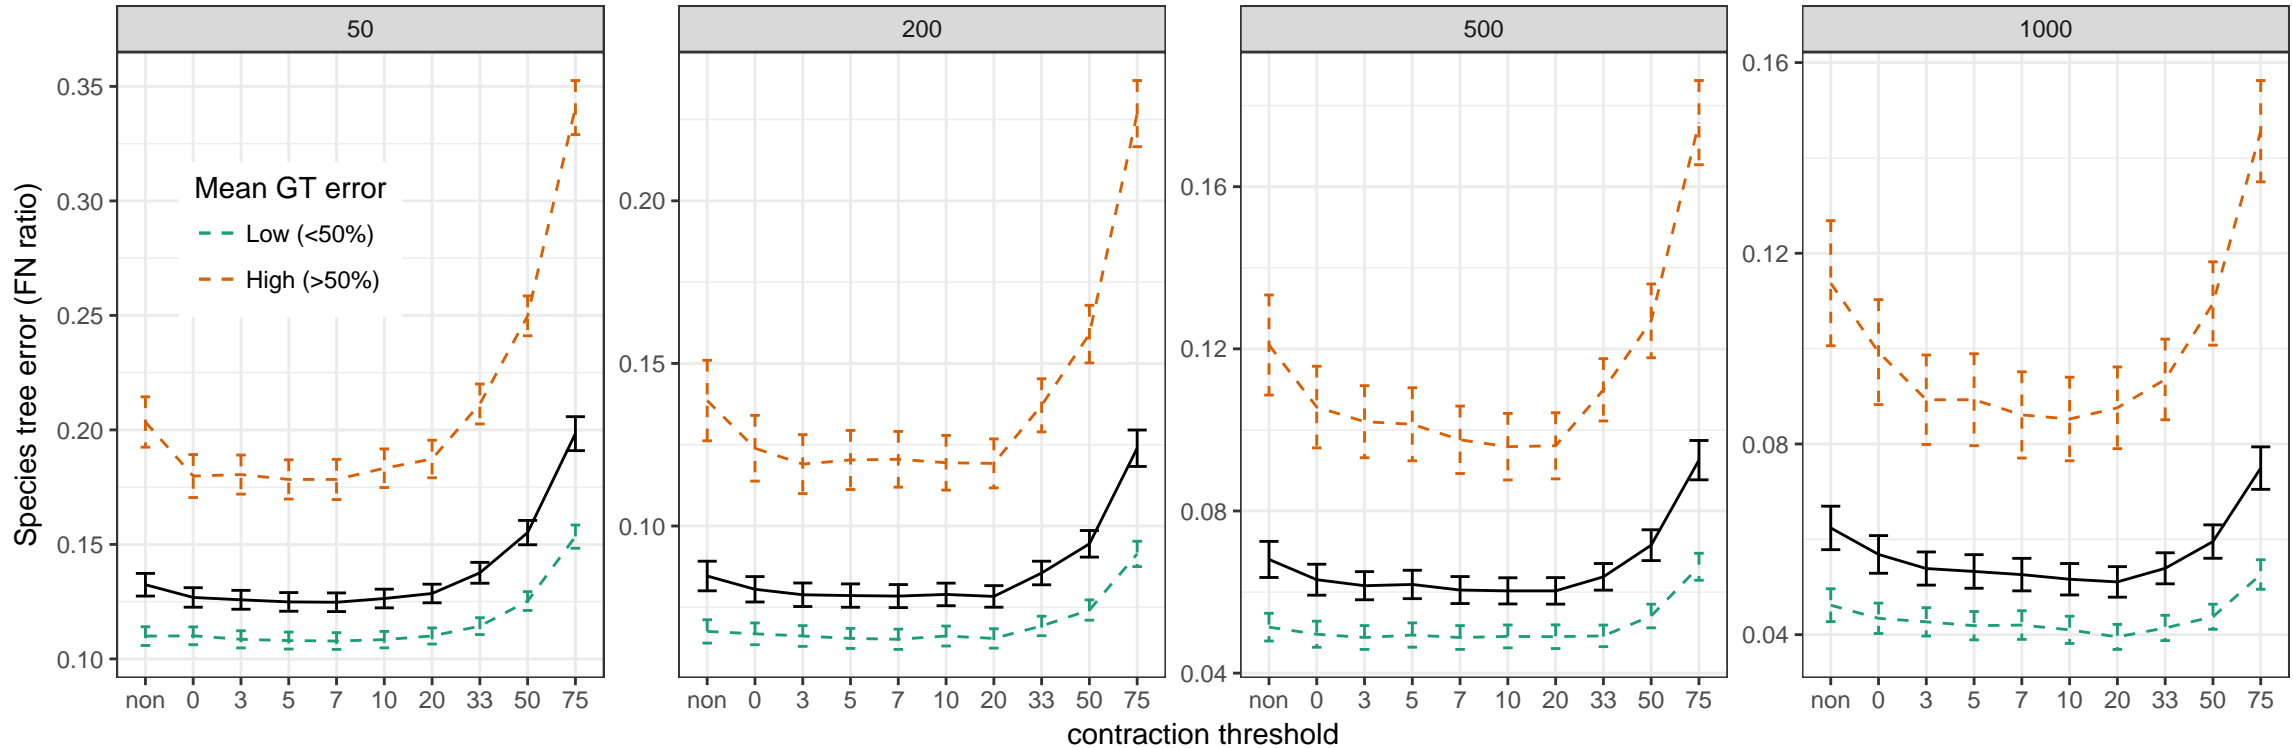 50 200 500 1000
Species tree error (FN ratio)
0.35
0.30
0.25
0.20
0.15
0.10
Mean GT error
Low (<50%)
High (>50%)
0.20
0.15
0.10
0.16
0.12
0.08
0.04
0.16
0.12
0.08
0.04
non 0 3 5 7 10 20 33 50 75
non 0 3 5 7 10 20 33 50 75
non 0 3 5 7 10 20 33 50 75
non 0 3 5 7 10 20 33 50 75
contraction threshold